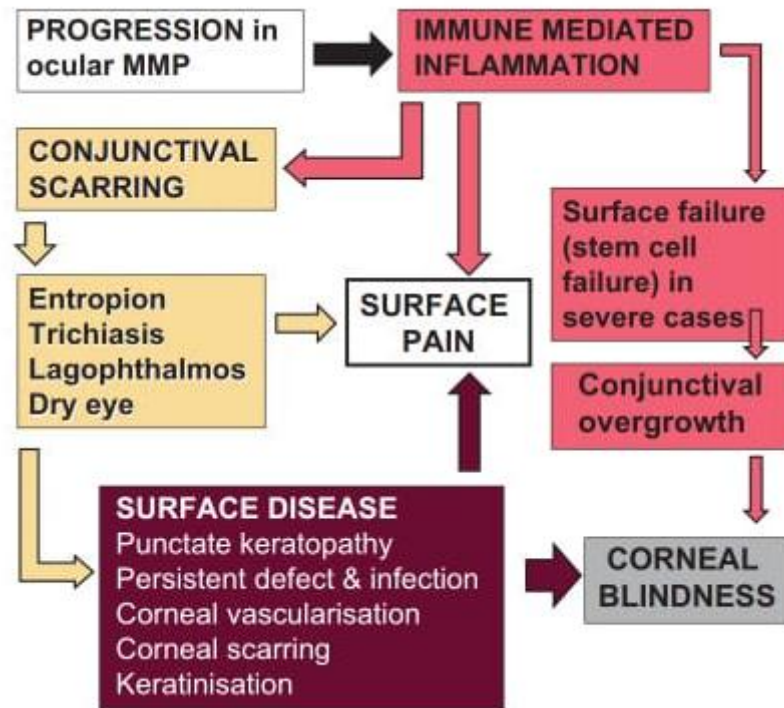 PROGRESSION in
ocular MMP
IMMUNE MEDIATED
INFLAMMATION
CONJUNCTIVAL
SCARRING
Surface failure
(stem cell
failure) in
severe cases
Entropion
Trichiasis
Lagophthalmos
Dry eye
SURFACE
PAIN
Conjunctival
overgrowth
SURFACE DISEASE
Punctate keratopathy
Persistent defect & infection
Corneal vascularisation
Corneal scarring
Keratinisation
CORNEAL
BLINDNESS